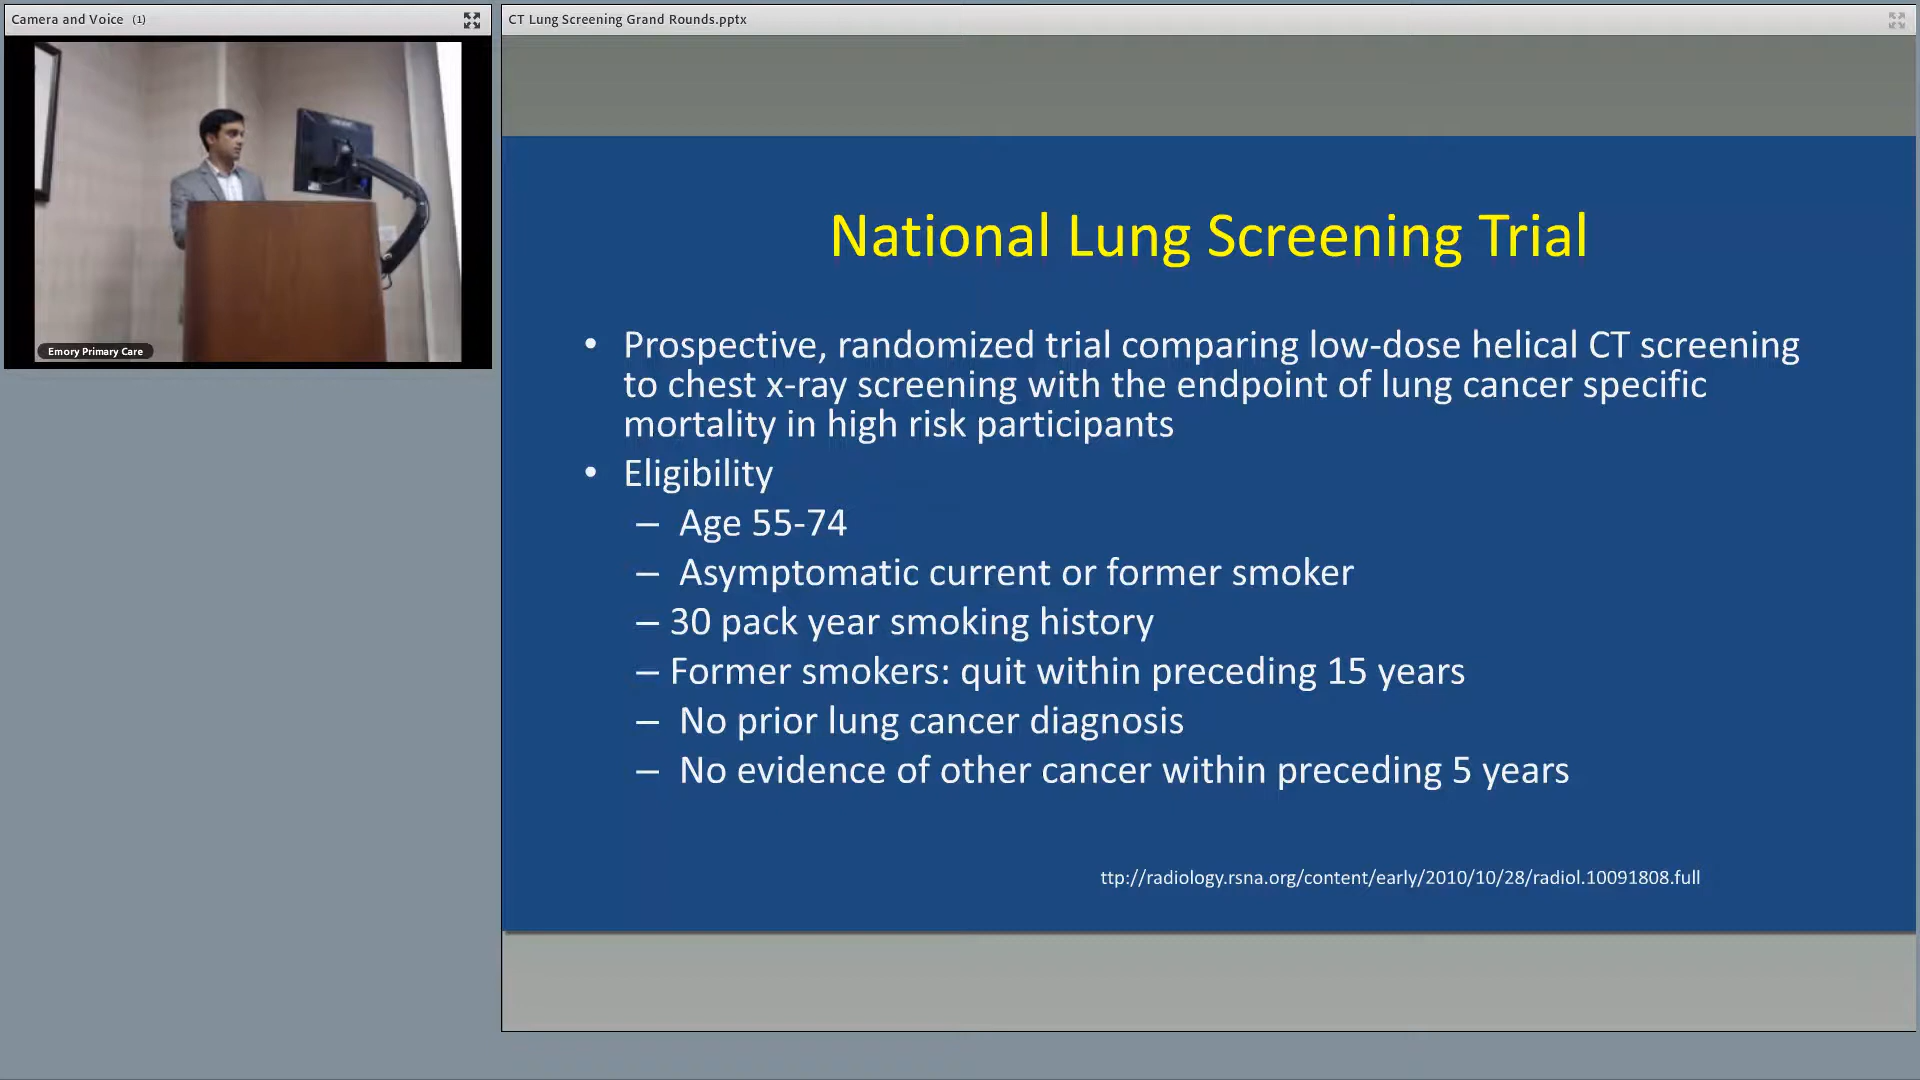 Camera and Voice (1)
Emory Primary Care
CT Lung Screening Grand Rounds.pptx
National Lung Screening Trial
• Prospective, randomized trial comparing low-dose helical CT screening
to chest x-ray screening with the endpoint of lung cancer specific
mortality in high risk participants
• Eligibility
– Age 55-74
– Asymptomatic current or former smoker
– 30 pack year smoking history
– Former smokers: quit within preceding 15 years
– No prior lung cancer diagnosis
– No evidence of other cancer within preceding 5 years
ttp://radiology.rsna.org/content/early/2010/10/28/radiol.10091808.full